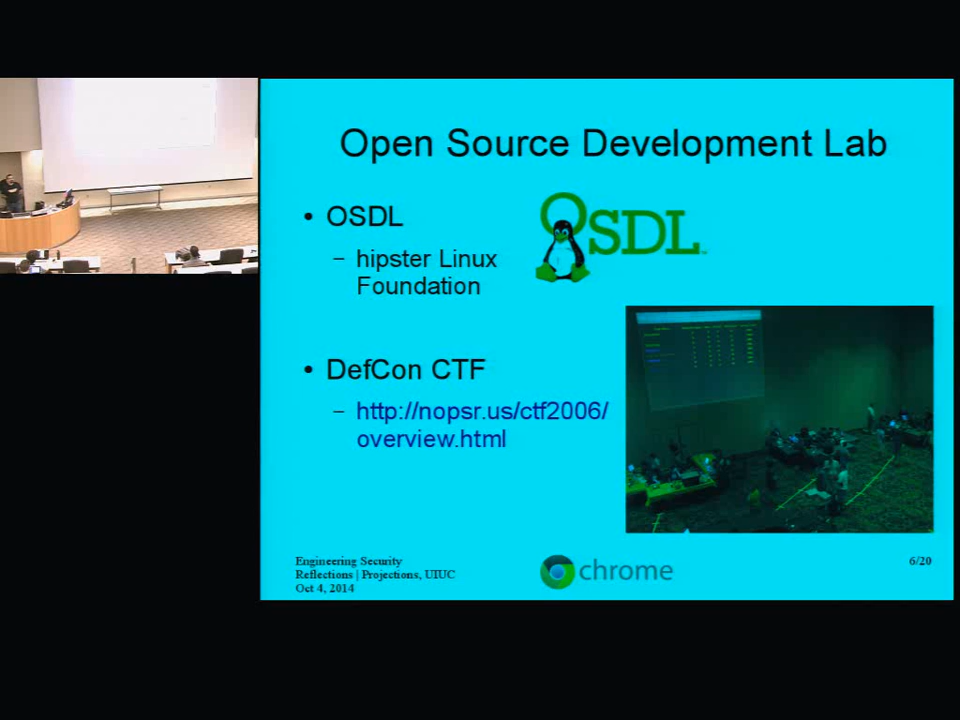 Open Source Development Lab
• OSDL
OSDL
– hipster Linux
Foundation
• DefCon CTF
– http://nopsr.us/ctf2006/
overview.html
Engineering Security
Reflections | Projections, UIUC
Oct 4, 2014
chrome
6/20